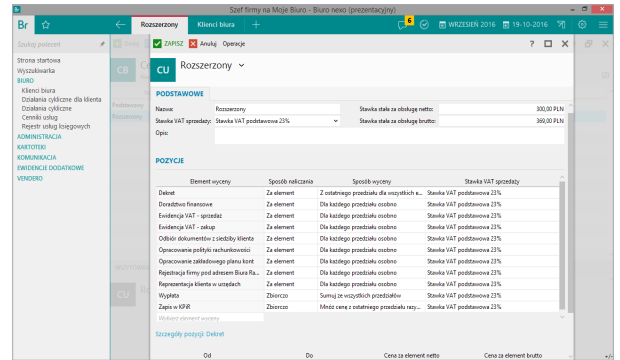 Szef firmy na Moje Biuro - Biuro nexo (prezentacyjny)
Br Rozszerzony Klienci biura + 6 WRZESIEŃ 2016 19-10-2016
Szukaj poleceń
ZAPISZ Anuluj Operacje
Strona startowa
Wyszukiwarka
BIURO
Klienci biura
Działania cykliczne dla klienta
Działania cykliczne
Cenniki usług
Rejestr usług księgowych
ADMINISTRACJA
KARTOTEKI
KOMUNIKACJA
EWIDENCJE DODATKOWE
VENDERO
CB
CU Rozszerzony
PODSTAWOWE
Nazwa: Rozszerzony Stawka stała za obsługę netto: 300,00 PLN
Stawka VAT sprzedaży: Stawka VAT podstawowa 23% Stawka stała za obsługę brutto: 369,00 PLN
Opis:
POZYCJE
Element wyceny Sposób naliczania Sposób wyceny Stawka VAT sprzedaży
Dekret Za element Z ostatniego przedziału dla wszystkich e... Stawka VAT podstawowa 23%
Doradztwo finansowe Za element Dla każdego przedziału osobno Stawka VAT podstawowa 23%
Ewidencja VAT - sprzedaż Za element Dla każdego przedziału osobno Stawka VAT podstawowa 23%
Ewidencja VAT - zakup Za element Dla każdego przedziału osobno Stawka VAT podstawowa 23%
Odbiór dokumentów z siedziby klienta Za element Dla każdego przedziału osobno Stawka VAT podstawowa 23%
Opracowanie polityki rachunkowości Za element Dla każdego przedziału osobno Stawka VAT podstawowa 23%
Opracowanie zakładowego planu kont Za element Dla każdego przedziału osobno Stawka VAT podstawowa 23%
Rejestracja firmy pod adresem Biura Ra... Za element Dla każdego przedziału osobno Stawka VAT podstawowa 23%
Reprezentacja klienta w urzędach Za element Dla każdego przedziału osobno Stawka VAT podstawowa 23%
Wypłata Zbiorczo Sumuj ze wszystkich przedziałów Stawka VAT podstawowa 23%
Zapis w KPiR Zbiorczo Mnóż cenę z ostatniego przedziału razy... Stawka VAT podstawowa 23%
Wybierz element wyceny
Szczegóły pozycji: Dekret
Od Do Cena za element netto Cena za element brutto
+/-